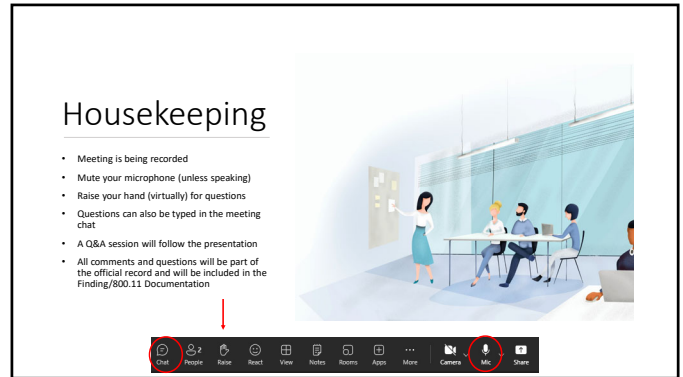 Housekeeping
• Meeting is being recorded
• Mute your microphone (unless speaking)
• Raise your hand (virtually) for questions
• Questions can also be typed in the meeting
chat
• A Q&A session will follow the presentation
• All comments and questions will be part of
the official record and will be included in the
Finding/800.11 Documentation
2
Chat People Raise React View Notes Rooms Apps More Camera Mic Share